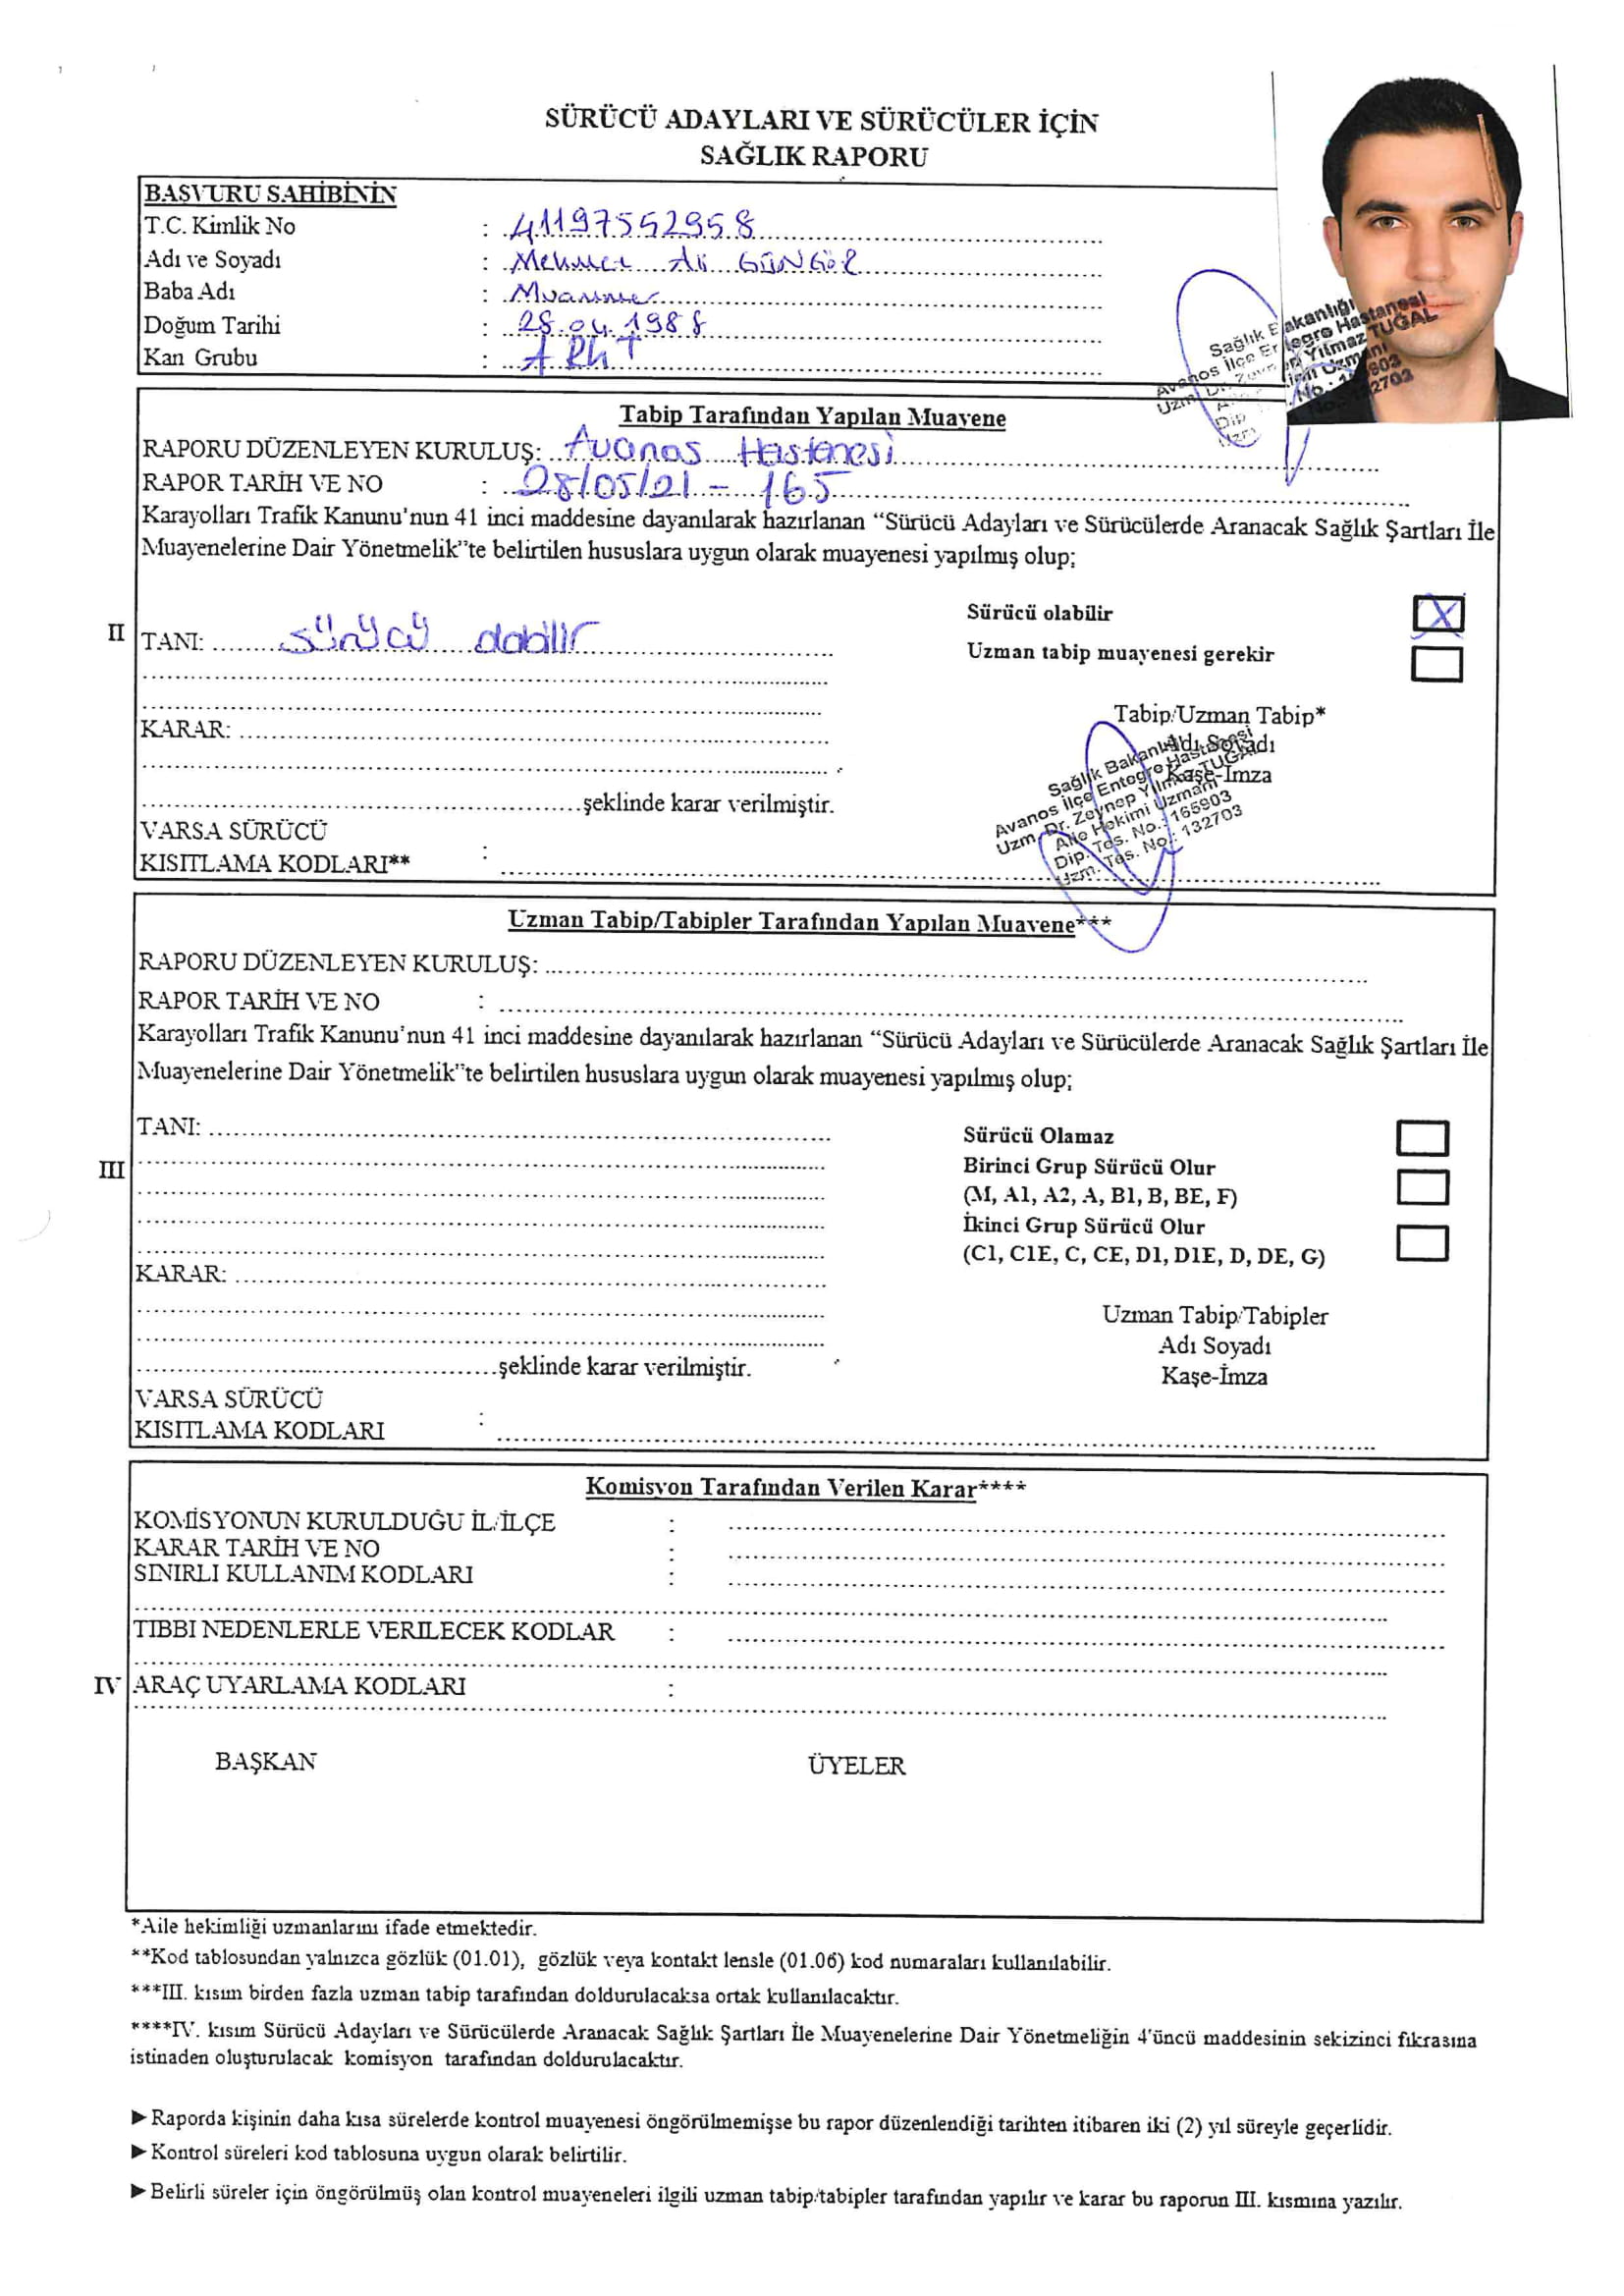 SÜRÜCÜ ADAYLARI VE SÜRÜCÜLER İÇİN
SAĞLIK RAPORU
BAŞVURU SAHİBİNİN
T.C. Kimlik No : 41197552958
Adı ve Soyadı : Mehmet Ali GÜNGÖR
Baba Adı : Muammer
Doğum Tarihi : 28.04.1988
Kan Grubu : A Rh +
Sağlık Bakanlığı
Avanos İlçe Entegre Hastanesi
Uzm. Dr. Zeynep Yılmaz TUĞAL
Tabip Tarafından Yapılan Muayene
RAPORU DÜZENLEYEN KURULUŞ: Avanos Hastanesi
RAPOR TARİH VE NO : 28/05/21 - 165
Karayolları Trafik Kanunu'nun 41 inci maddesine dayanılarak hazırlanan “Sürücü Adayları ve Sürücülerde Aranacak Sağlık Şartları İle
Muayenelerine Dair Yönetmelik”te belirtilen hususlara uygun olarak muayenesi yapılmış olup;
Sürücü olabilir X
II TANI: sürücü olabilir
Uzman tabip muayenesi gerekir
Tabip/Uzman Tabip*
Adı Soyadı
Kaşe-İmza
KARAR:
Sağlık Bakanlığı
Avanos İlçe Entegre Hastanesi
Uzm. Dr. Zeynep Yılmaz TUĞAL
Aile Hekimi Uzmanı
Dip. Tes. No.: 165903
Uzm. Tes. No.: 132703
şeklinde karar verilmiştir.
VARSA SÜRÜCÜ
KISITLAMA KODLARI** :
Uzman Tabip/Tabipler Tarafından Yapılan Muayene***
RAPORU DÜZENLEYEN KURULUŞ:
RAPOR TARİH VE NO :
Karayolları Trafik Kanunu'nun 41 inci maddesine dayanılarak hazırlanan “Sürücü Adayları ve Sürücülerde Aranacak Sağlık Şartları İle
Muayenelerine Dair Yönetmelik”te belirtilen hususlara uygun olarak muayenesi yapılmış olup;
TANI:
Sürücü Olamaz
III
Birinci Grup Sürücü Olur
(M, A1, A2, A, B1, B, BE, F)
İkinci Grup Sürücü Olur
(C1, C1E, C, CE, D1, D1E, D, DE, G)
KARAR:
Uzman Tabip/Tabipler
Adı Soyadı
Kaşe-İmza
şeklinde karar verilmiştir.
VARSA SÜRÜCÜ
KISITLAMA KODLARI :
Komisyon Tarafından Verilen Karar****
KOMİSYONUN KURULDUĞU İL/İLÇE :
KARAR TARİH VE NO :
SINIRLI KULLANIM KODLARI :
TIBBI NEDENLERLE VERILECEK KODLAR :
IV ARAÇ UYARLAMA KODLARI :
BAŞKAN ÜYELER
*Aile hekimliği uzmanlarını ifade etmektedir.
**Kod tablosundan yalnızca gözlük (01.01), gözlük veya kontakt lensle (01.06) kod numaraları kullanılabilir.
***III. kısım birden fazla uzman tabip tarafından doldurulacaksa ortak kullanılacaktır.
****IV. kısım Sürücü Adayları ve Sürücülerde Aranacak Sağlık Şartları İle Muayenelerine Dair Yönetmeliğin 4'üncü maddesinin sekizinci fıkrasına
istinaden oluşturulacak komisyon tarafından doldurulacaktır.
►Raporda kişinin daha kısa sürelerde kontrol muayenesi öngörülmemişse bu rapor düzenlendiği tarihten itibaren iki (2) yıl süreyle geçerlidir.
►Kontrol süreleri kod tablosuna uygun olarak belirtilir.
►Belirli süreler için öngörülmüş olan kontrol muayeneleri ilgili uzman tabip/tabipler tarafından yapılır ve karar bu raporun III. kısmına yazılır.